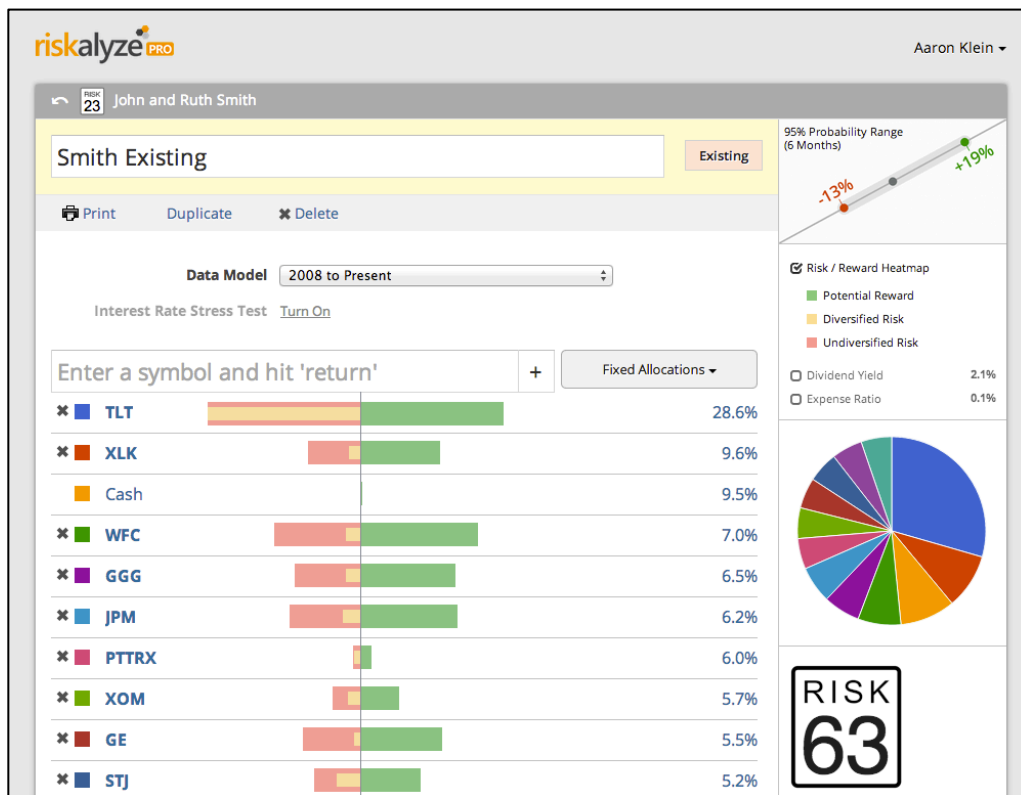 riskalyze PRO
Aaron Klein
RISK 23 John and Ruth Smith
Smith Existing
Existing
Print Duplicate Delete
Data Model 2008 to Present
Interest Rate Stress Test Turn On
Enter a symbol and hit 'return' + Fixed Allocations
TLT 28.6%
XLK 9.6%
Cash 9.5%
WFC 7.0%
GGG 6.5%
JPM 6.2%
PTTRX 6.0%
XOM 5.7%
GE 5.5%
STJ 5.2%
95% Probability Range
(6 Months)
-13%
+19%
Risk / Reward Heatmap
Potential Reward
Diversified Risk
Undiversified Risk
Dividend Yield 2.1%
Expense Ratio 0.1%
RISK
63